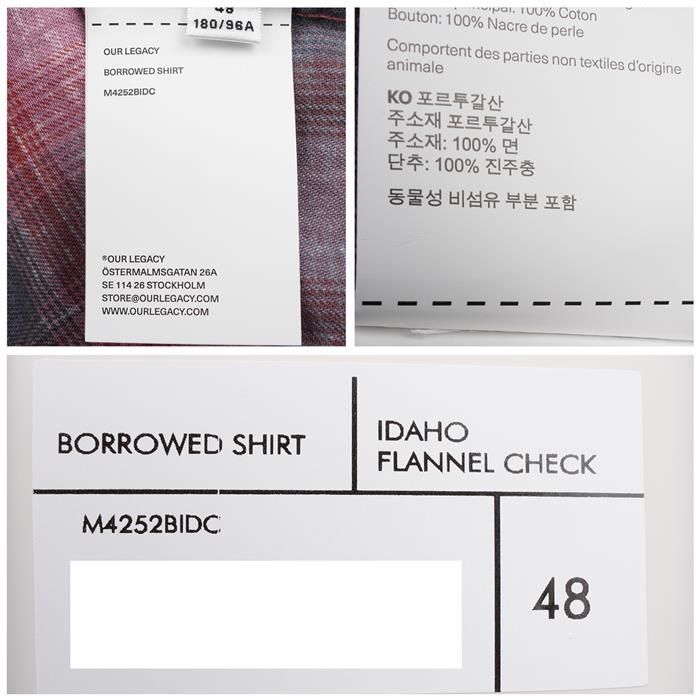 48
180/96A
OUR LEGACY
BORROWED SHIRT
M4252BIDC
®OUR LEGACY
ÖSTERMALMSGATAN 26A
SE 114 26 STOCKHOLM
STORE@OURLEGACY.COM
WWW.OURLEGACY.COM
100% Coton
Bouton: 100% Nacre de perle
Comportent des parties non textiles d'origine
animale
KO 포르투갈산
주소재 포르투갈산
주소재: 100% 면
단추: 100% 진주충
동물성 비섬유 부분 포함
BORROWED SHIRT
IDAHO
FLANNEL CHECK
M4252BIDC
48